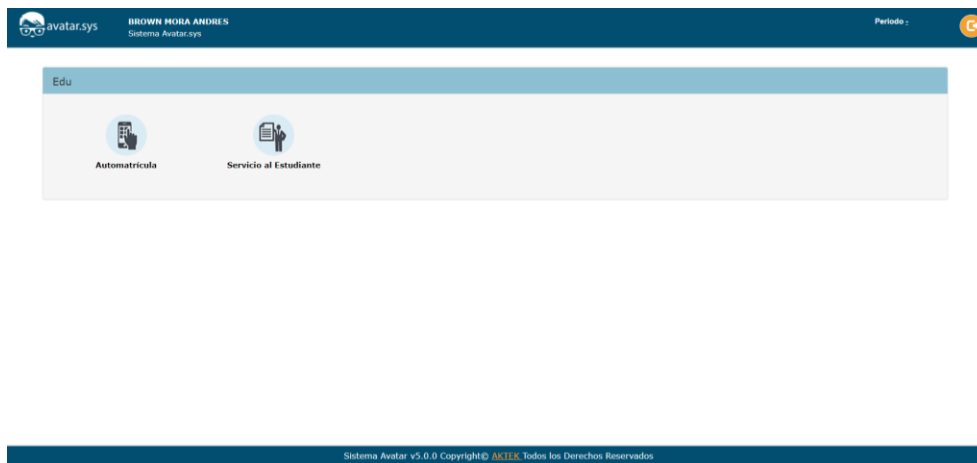 avatar.sys
BROWN MORA ANDRES
Sistema Avatar.sys
Periodo :
Edu
Automatrícula
Servicio al Estudiante
Sistema Avatar v5.0.0 Copyright© AKTEK Todos los Derechos Reservados